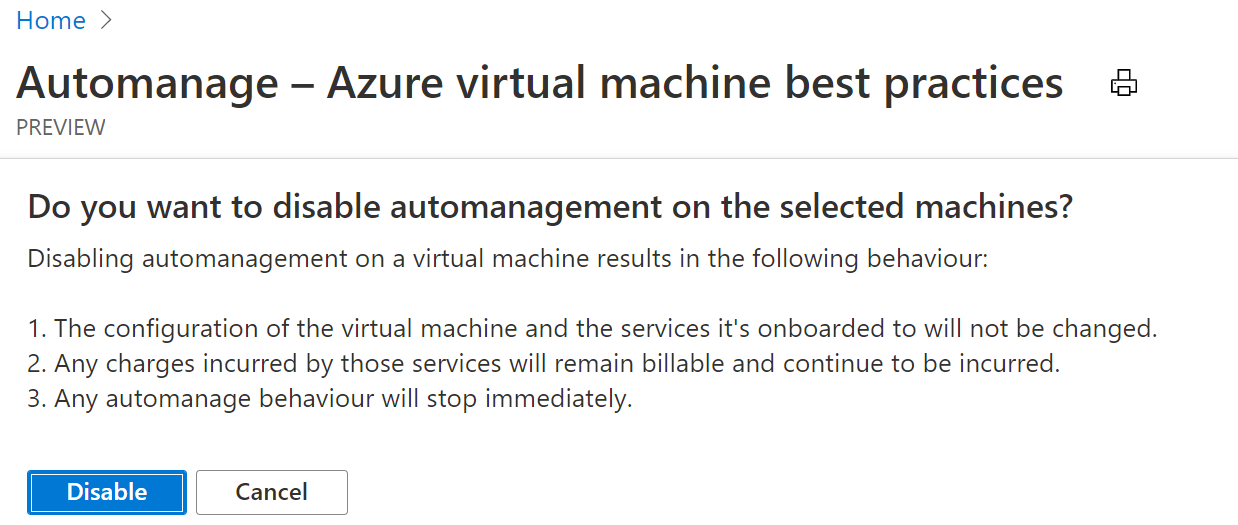 Home
Automanage – Azure virtual machine best practices
PREVIEW
Do you want to disable automanagement on the selected machines?
Disabling automanagement on a virtual machine results in the following behaviour:
1. The configuration of the virtual machine and the services it's onboarded to will not be changed.
2. Any charges incurred by those services will remain billable and continue to be incurred.
3. Any automanage behaviour will stop immediately.
Disable Cancel